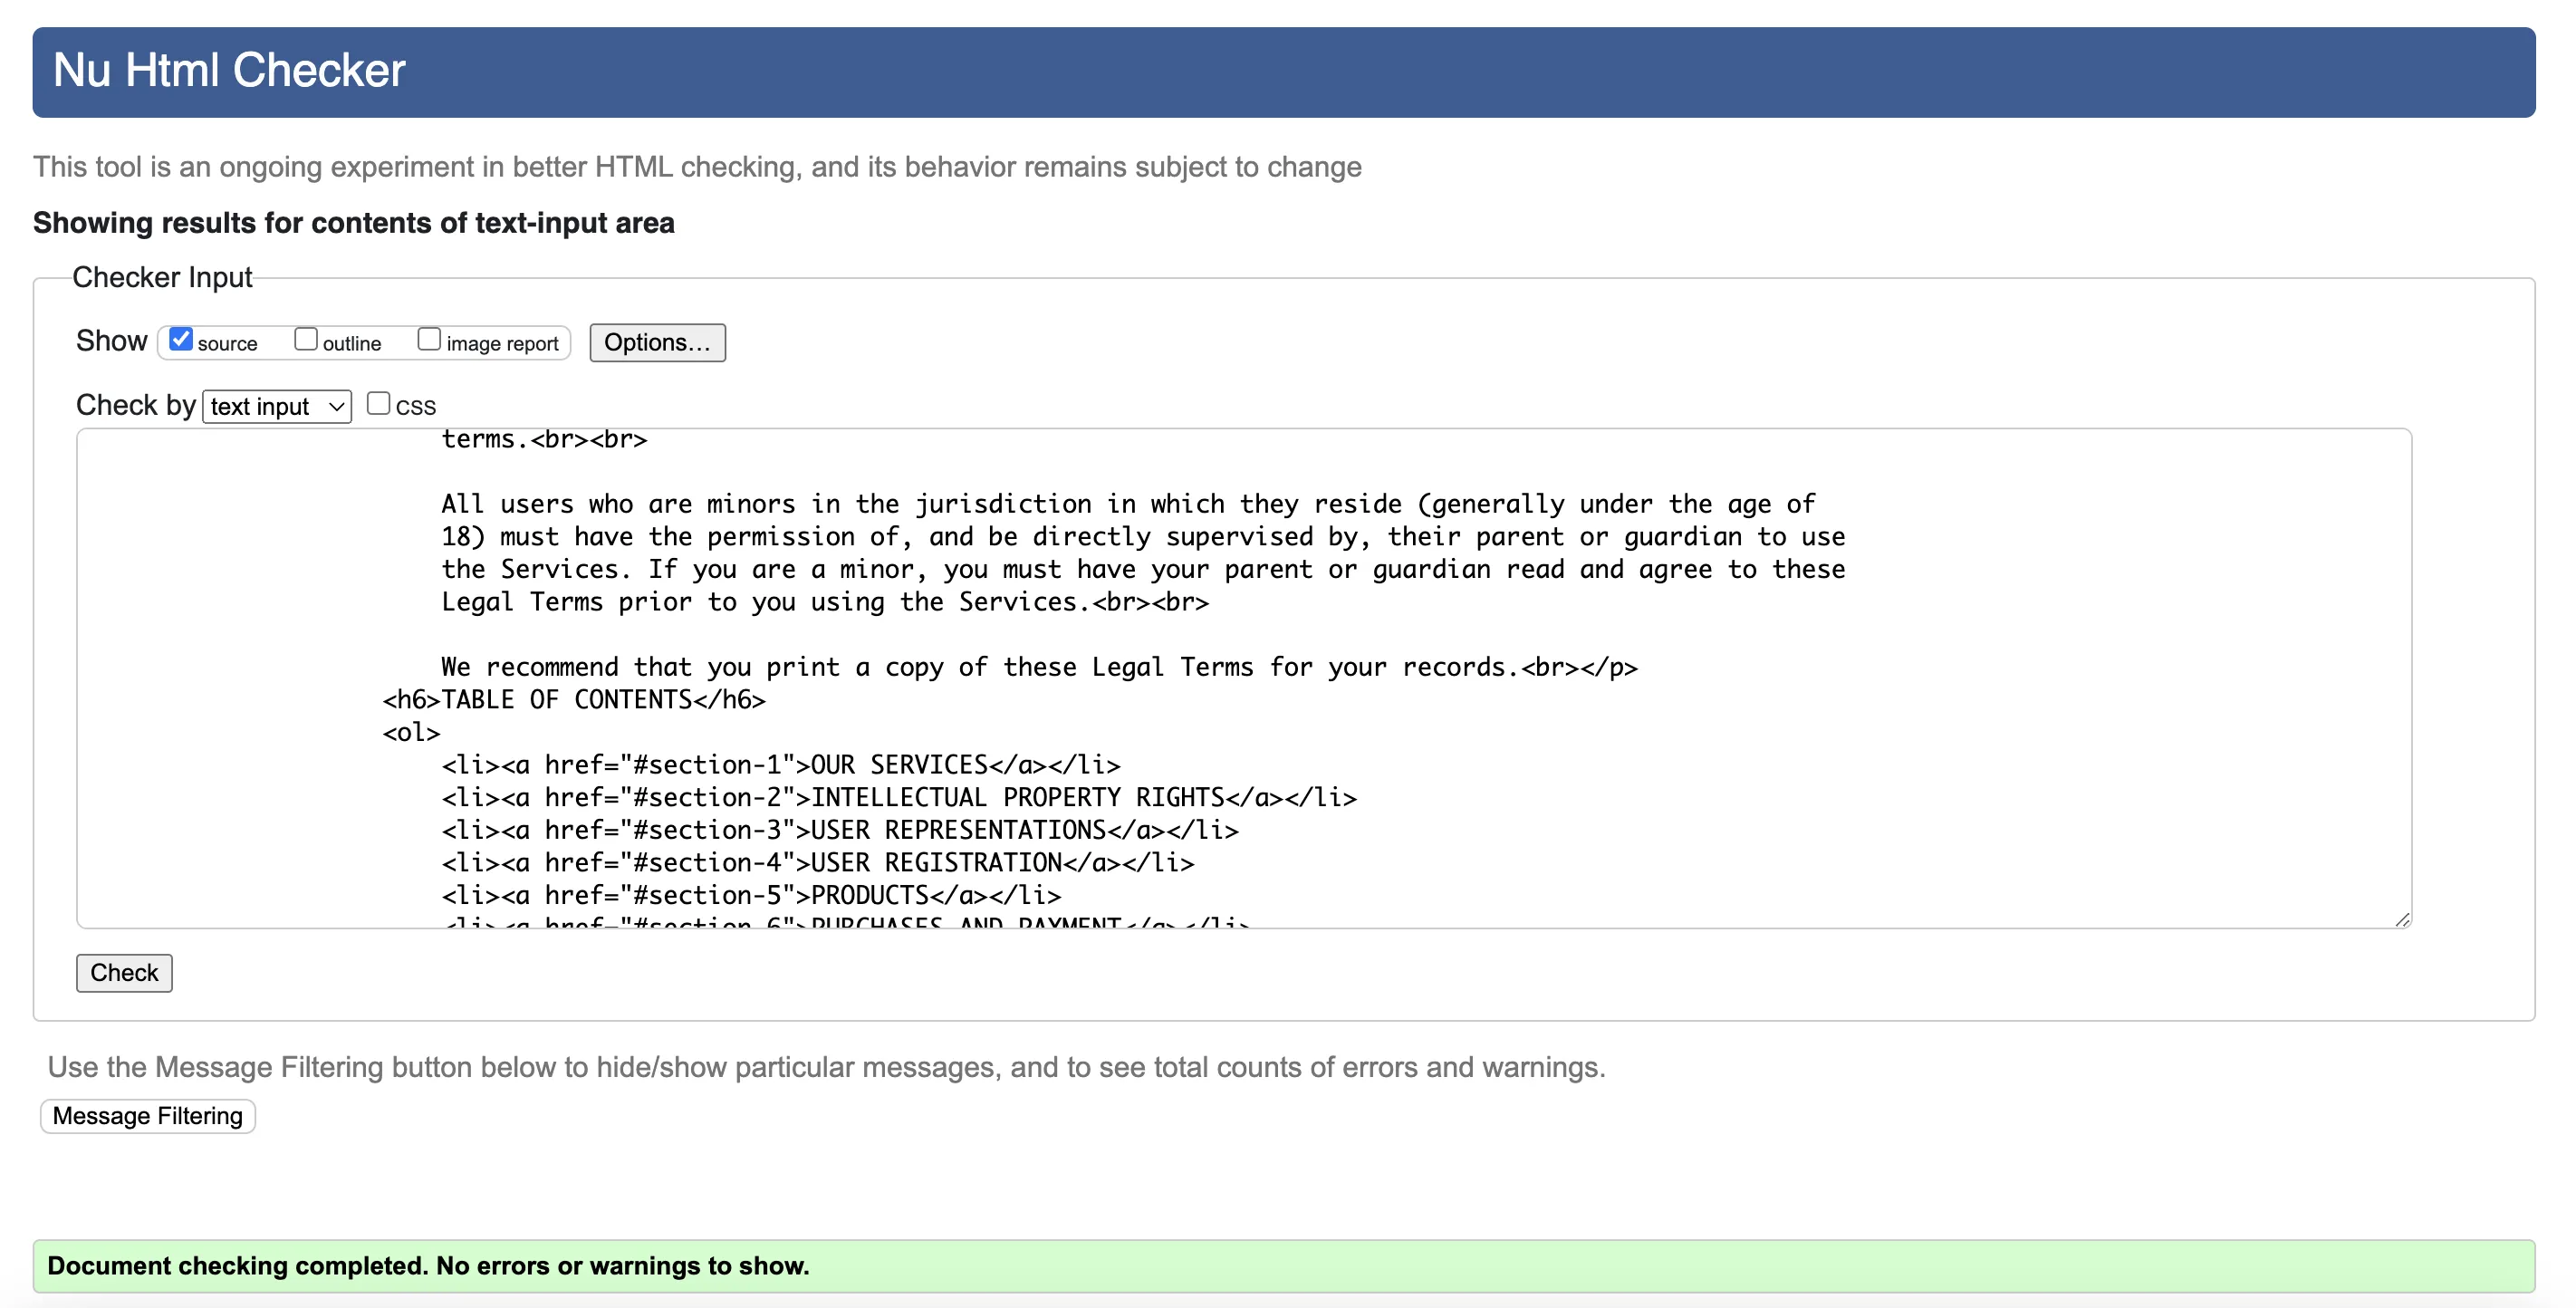 Nu Html Checker
This tool is an ongoing experiment in better HTML checking, and its behavior remains subject to change
Showing results for contents of text-input area
Checker Input
Show source outline image report Options...
Check by text input CSS
terms.<br><br>
All users who are minors in the jurisdiction in which they reside (generally under the age of
18) must have the permission of, and be directly supervised by, their parent or guardian to use
the Services. If you are a minor, you must have your parent or guardian read and agree to these
Legal Terms prior to you using the Services.<br><br>
We recommend that you print a copy of these Legal Terms for your records.<br></p>
<h6>TABLE OF CONTENTS</h6>
<ol>
<li><a href="#section-1">OUR SERVICES</a></li>
<li><a href="#section-2">INTELLECTUAL PROPERTY RIGHTS</a></li>
<li><a href="#section-3">USER REPRESENTATIONS</a></li>
<li><a href="#section-4">USER REGISTRATION</a></li>
<li><a href="#section-5">PRODUCTS</a></li>
<li><a href="#section-6">PURCHASES AND PAYMENT</a></li>
Check
Use the Message Filtering button below to hide/show particular messages, and to see total counts of errors and warnings.
Message Filtering
Document checking completed. No errors or warnings to show.